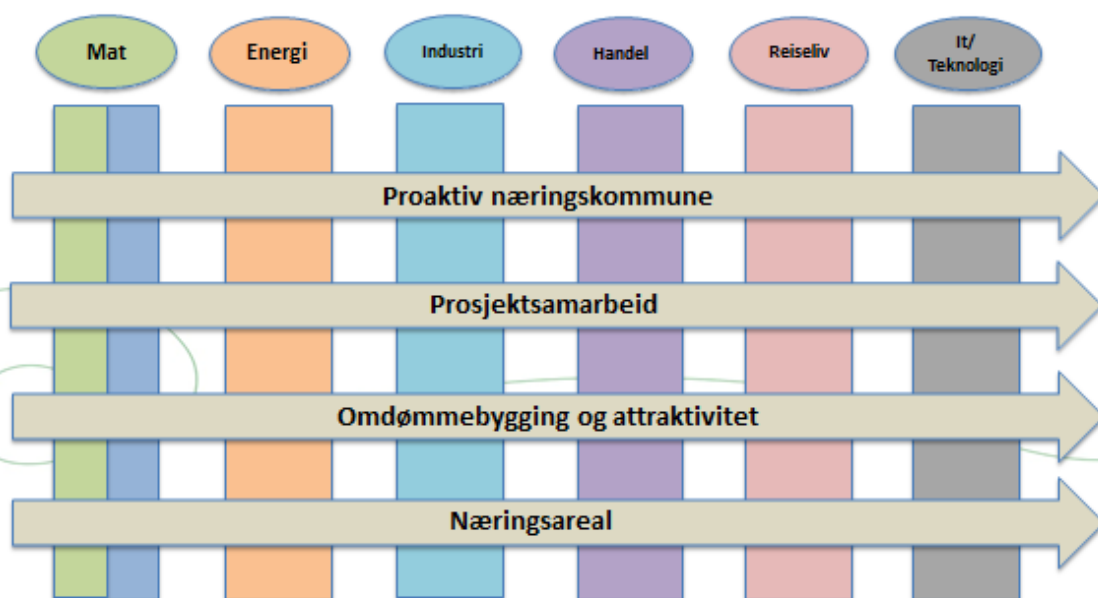 Mat
Energi
Industri
Handel
Reiseliv
It/
Teknologi
Proaktiv næringskommune
Prosjektsamarbeid
Omdømmebygging og attraktivitet
Næringsareal